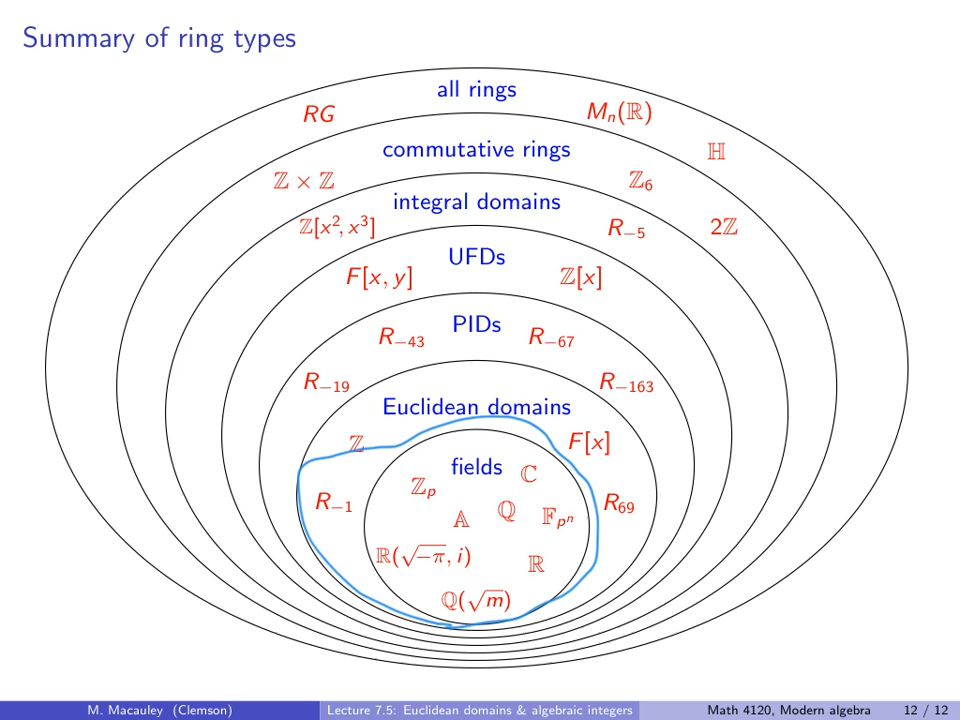 Summary of ring types
all rings
RG
Mₙ(ℝ)
commutative rings
ℍ
ℤ × ℤ
ℤ₆
integral domains
ℤ[x², x³]
R₋₅
2ℤ
UFDs
F[x, y]
ℤ[x]
PIDs
R₋₄₃
R₋₆₇
R₋₁₉
R₋₁₆₃
Euclidean domains
ℤ
F[x]
fields
ℂ
ℤₚ
R₋₁
ℚ
R₆₉
𝔸
𝔽_{pⁿ}
ℝ(√−π, i)
ℝ
ℚ(√m)
M. Macauley (Clemson) Lecture 7.5: Euclidean domains & algebraic integers Math 4120, Modern algebra 12 / 12